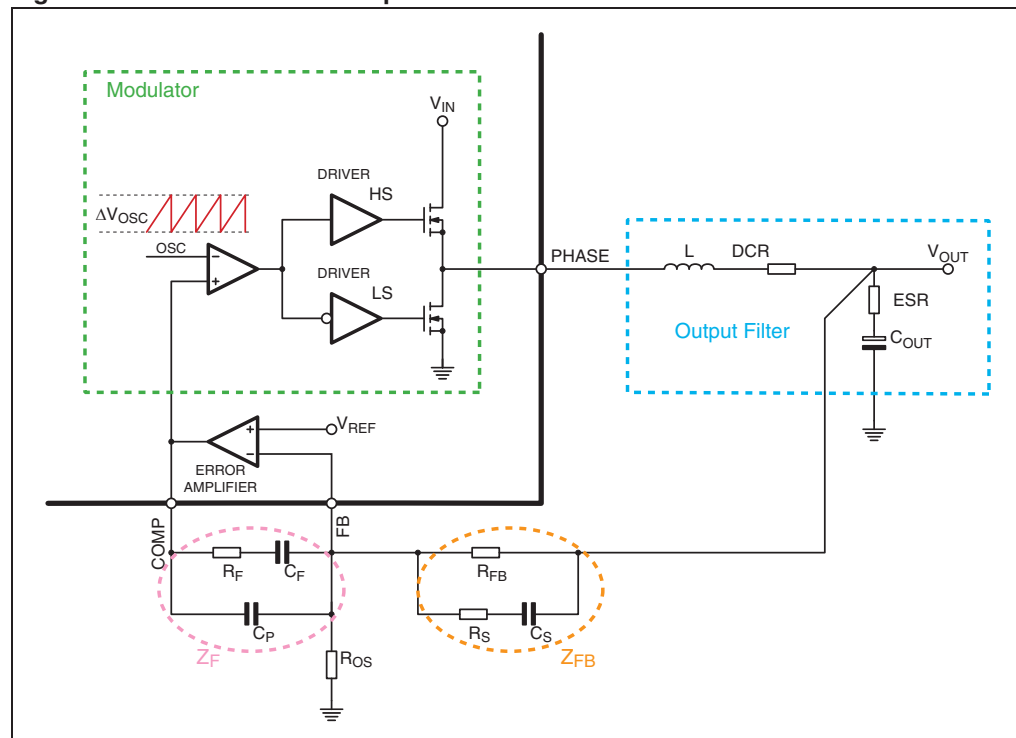 Modulator
VIN
DRIVER
HS
ΔVOSC
OSC
DRIVER
LS
PHASE
L
DCR
VOUT
ESR
COUT
Output Filter
VREF
ERROR
AMPLIFIER
COMP
FB
RF
CF
RFB
CP
RS
CS
ZF
ROS
ZFB